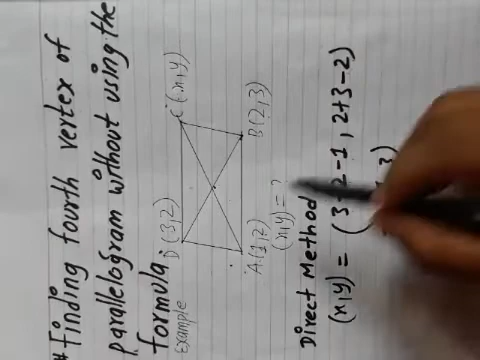 * Finding fourth vertex of
parallelogram without using the
formula.
Example
D (3,2)
C (x,y)
A (1,2)
B (2,3)
(x,y) = ?
Direct Method
(x,y) = (3+2-1, 2+3-2)
3)